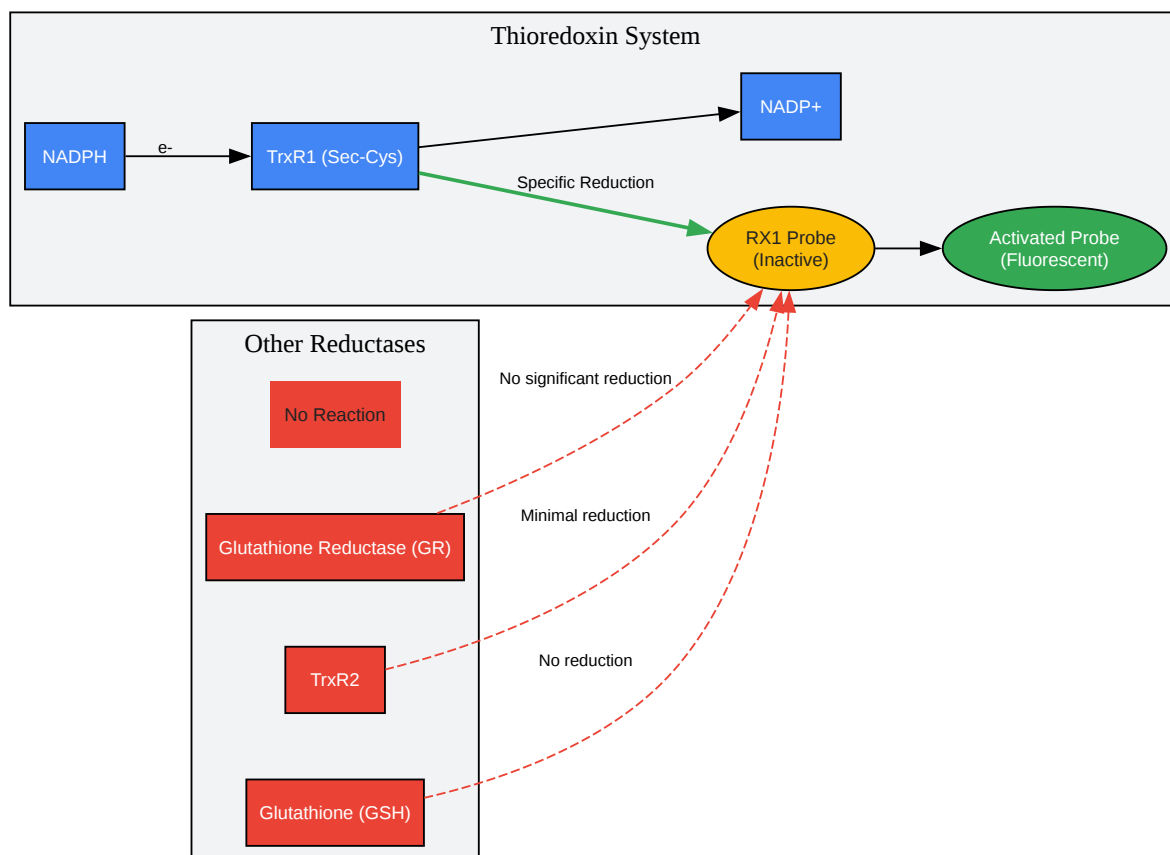 Thioredoxin System
NADP+
e-
NADPH
TrxR1 (Sec-Cys)
Specific Reduction
RX1 Probe
(Inactive)
Activated Probe
(Fluorescent)
Other Reductases
No significant reduction
No Reaction
Minimal reduction
Glutathione Reductase (GR)
No reduction
TrxR2
Glutathione (GSH)